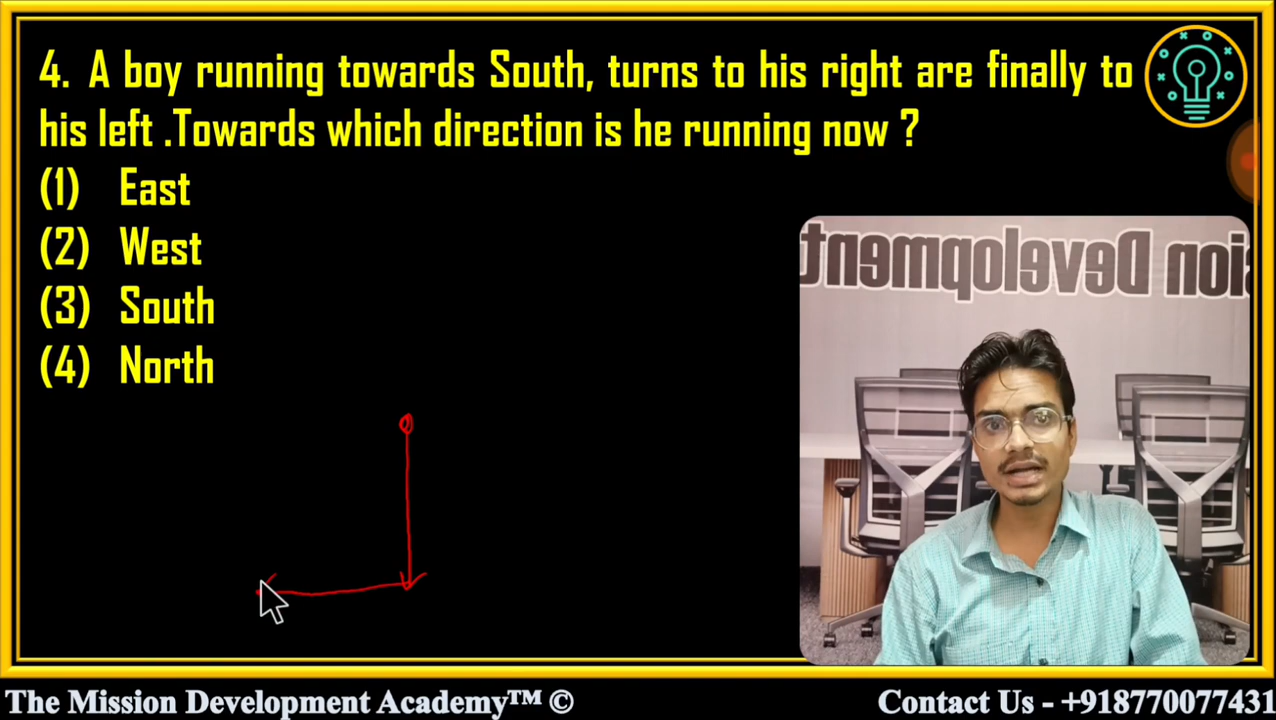 4. A boy running towards South, turns to his right are finally to
his left .Towards which direction is he running now ?
(1) East
(2) West
(3) South
(4) North
sion Development
The Mission Development Academy™ ©
Contact Us - +918770077431